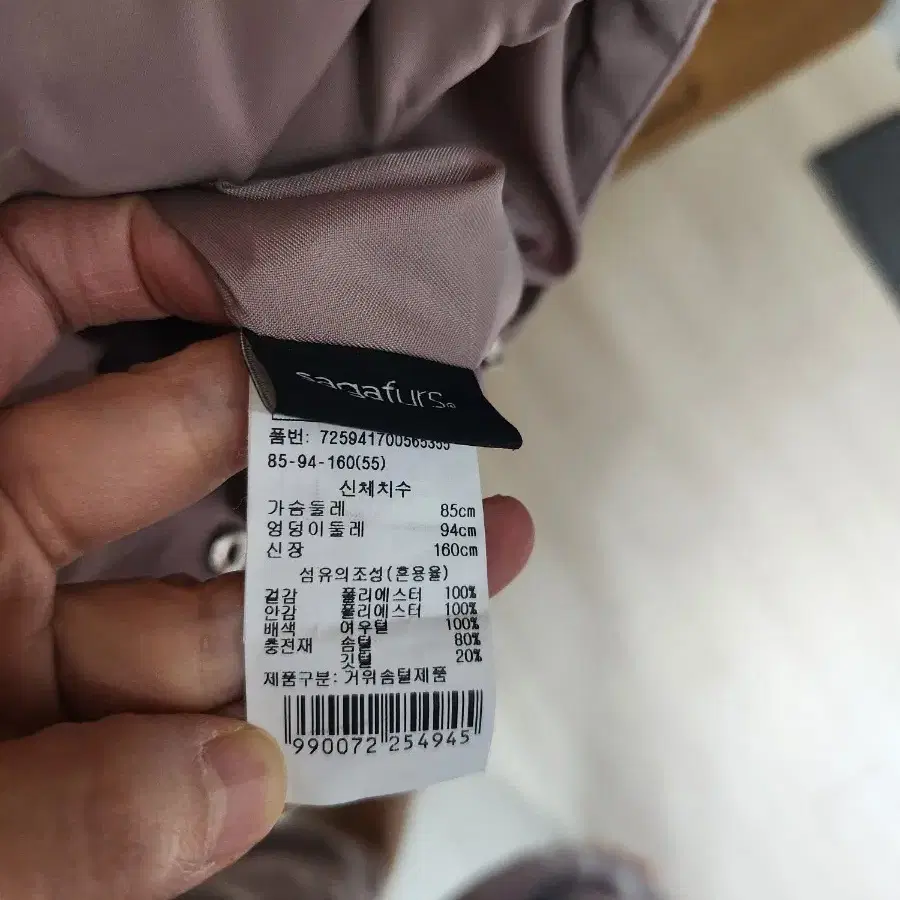 sagafurs®
품번: 725941700565355
85-94-160(55)
신체치수
가슴둘레 85cm
엉덩이둘레 94cm
신장 160cm
섬유의조성(혼용율)
겉감 폴리에스터 100%
안감 폴리에스터 100%
배색 여우털 100%
충전재 솜털 80%
깃털 20%
제품구분: 거위솜털제품
990072 254945